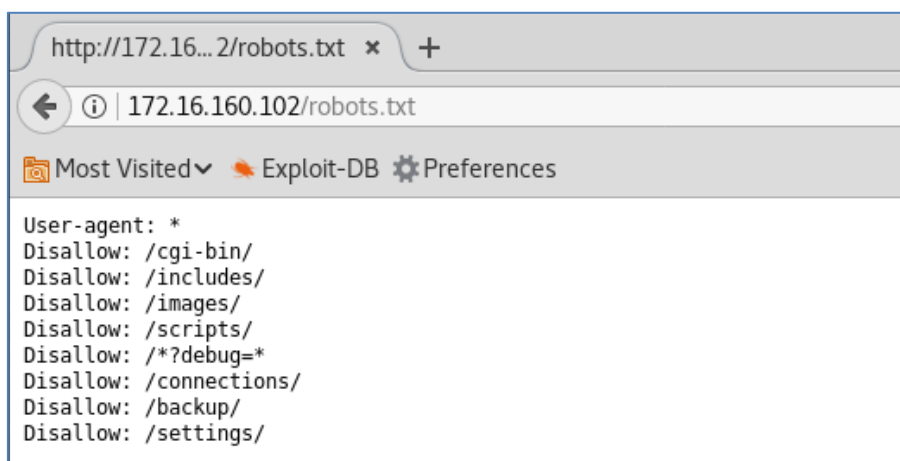 http://172.16...2/robots.txt
172.16.160.102/robots.txt
Most Visited Exploit-DB Preferences
User-agent: *
Disallow: /cgi-bin/
Disallow: /includes/
Disallow: /images/
Disallow: /scripts/
Disallow: /*?debug=*
Disallow: /connections/
Disallow: /backup/
Disallow: /settings/